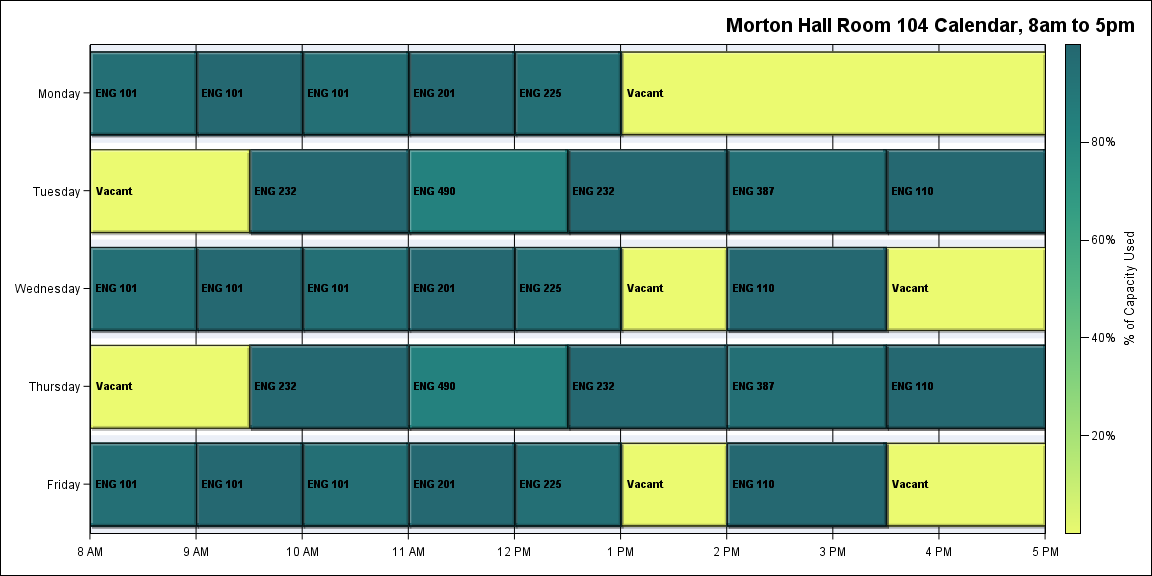 Morton Hall Room 104 Calendar, 8am to 5pm
Monday
ENG 101
ENG 101
ENG 101
ENG 201
ENG 225
Vacant
Tuesday
Vacant
ENG 232
ENG 490
ENG 232
ENG 387
ENG 110
Wednesday
ENG 101
ENG 101
ENG 101
ENG 201
ENG 225
Vacant
ENG 110
Vacant
Thursday
Vacant
ENG 232
ENG 490
ENG 232
ENG 387
ENG 110
Friday
ENG 101
ENG 101
ENG 101
ENG 201
ENG 225
Vacant
ENG 110
Vacant
8 AM
9 AM
10 AM
11 AM
12 PM
1 PM
2 PM
3 PM
4 PM
5 PM
80%
60%
40%
20%
% of Capacity Used